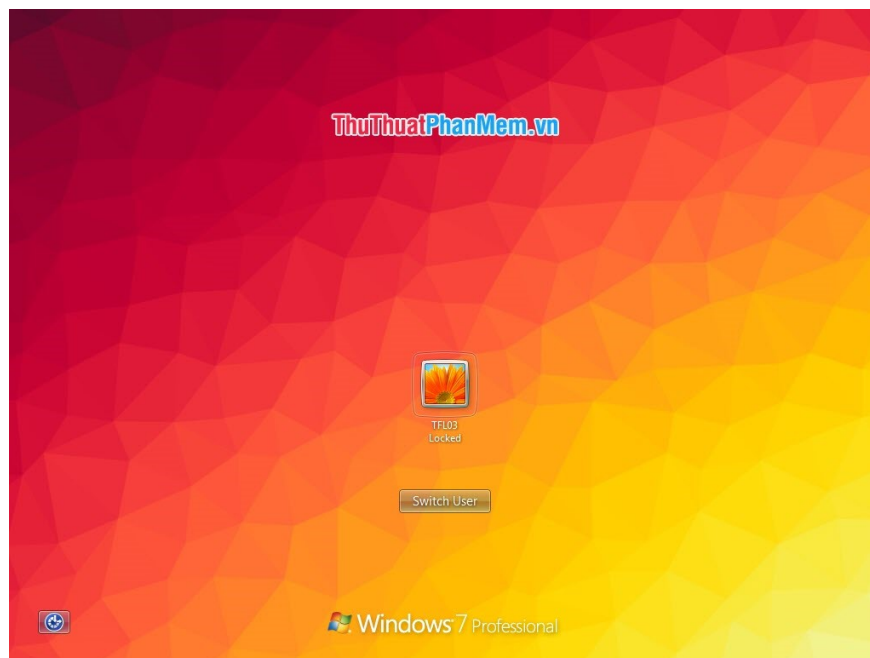 ThuThuatPhanMem.vn
TFL03
Locked
Switch User
Windows 7 Professional